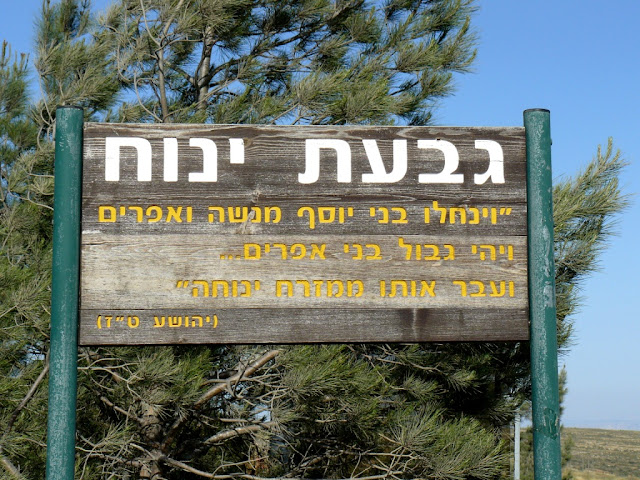 גבעת ינוח
"וינחלו בני יוסף מנשה ואפרים
ויהי גבול בני אפרים...
ועבר אותו ממזרח ינוחה"
(יהושע ט"ז)